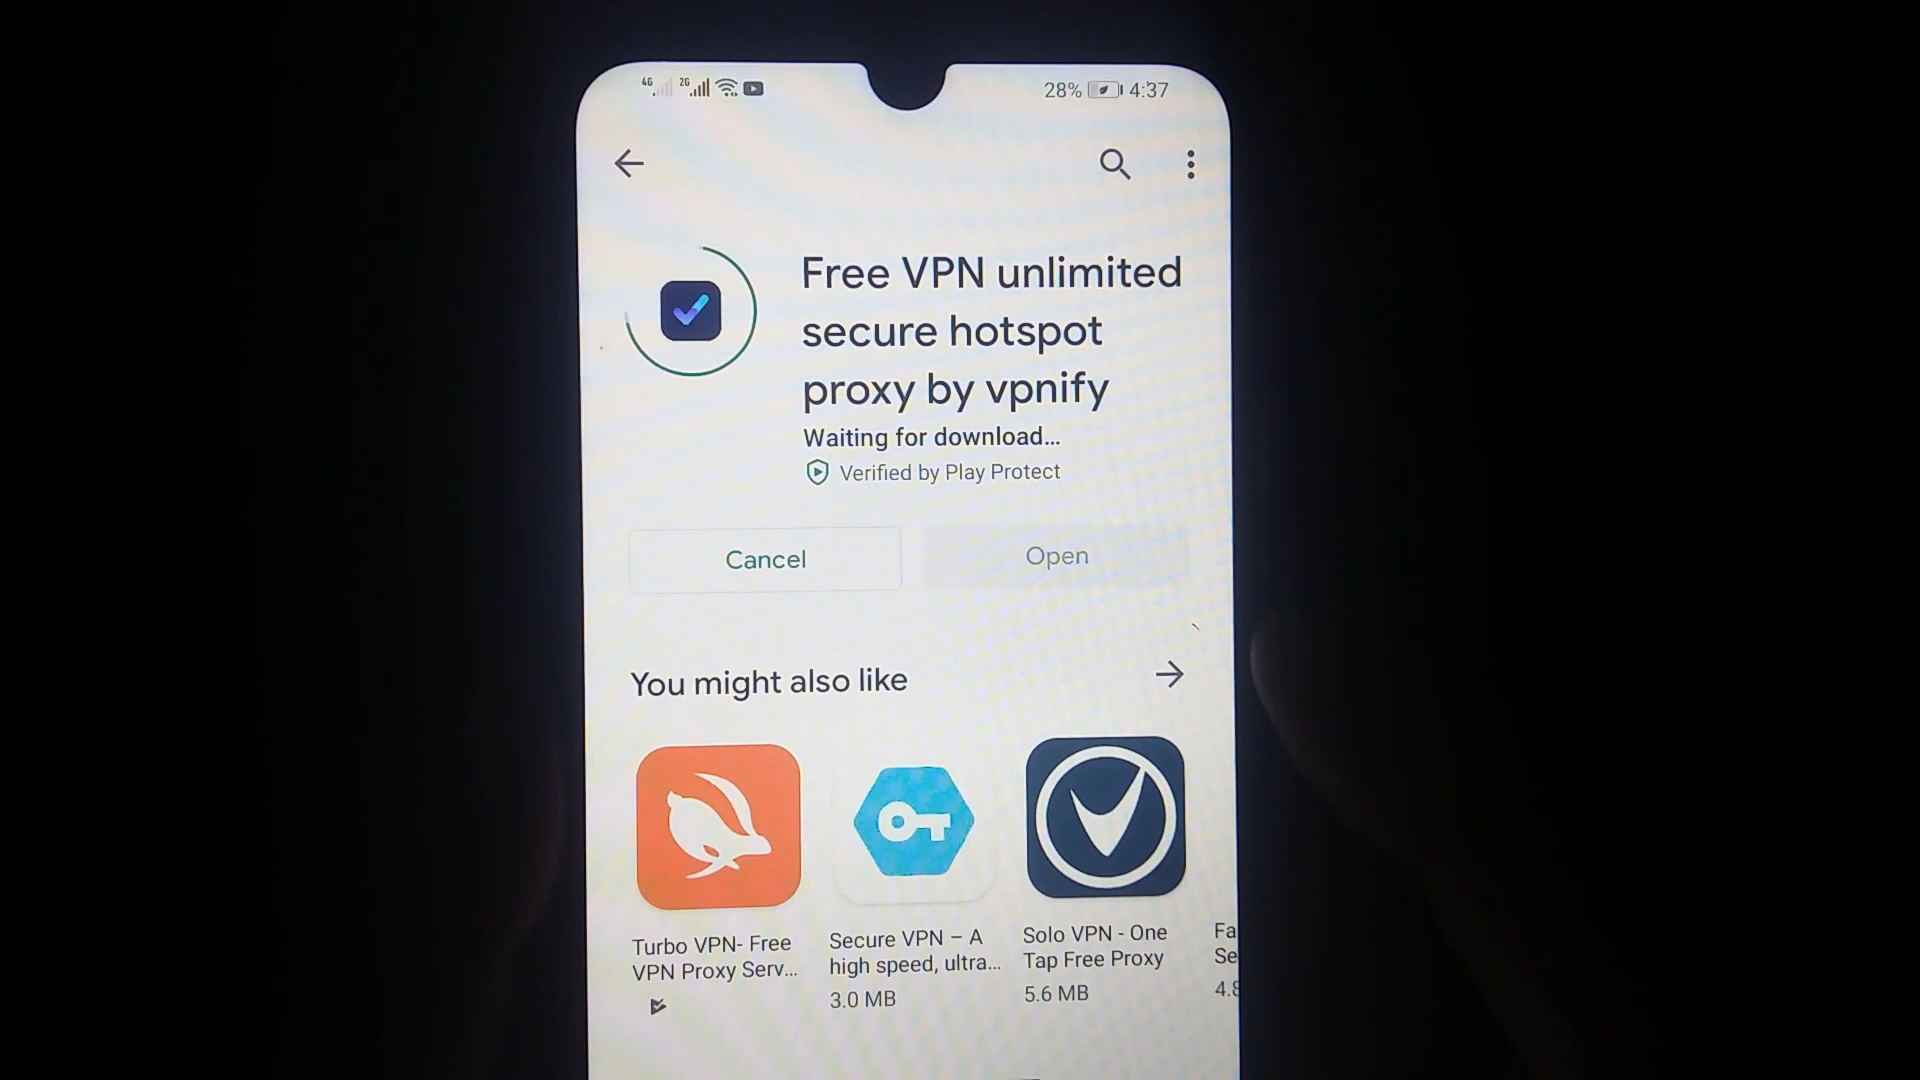 4G 2G 28% 4:37
Free VPN unlimited
secure hotspot
proxy by vpnify
Waiting for download...
Verified by Play Protect
Cancel Open
You might also like
Turbo VPN- Free
VPN Proxy Serv...
Secure VPN – A
high speed, ultra...
3.0 MB
Solo VPN - One
Tap Free Proxy
5.6 MB
Fa
Se
4.8